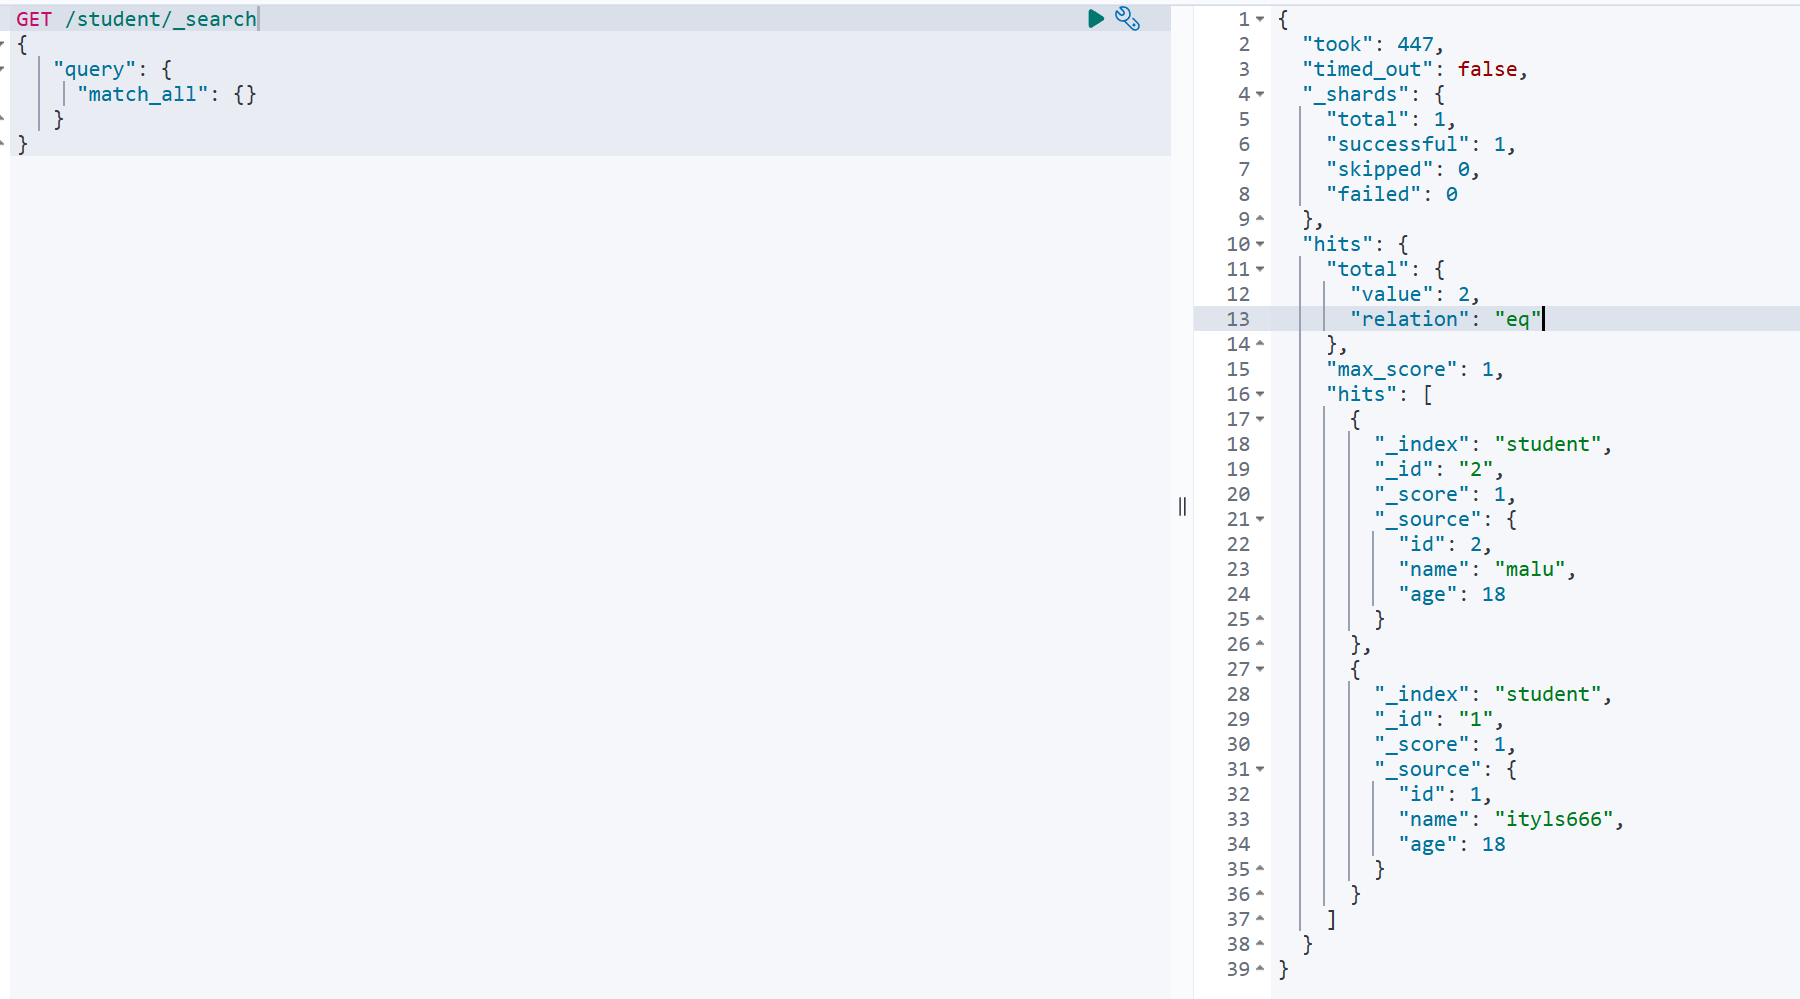 GET /student/_search
{
"query": {
"match_all": {}
}
}
1 {
2 "took": 447,
3 "timed_out": false,
4 "_shards": {
5 "total": 1,
6 "successful": 1,
7 "skipped": 0,
8 "failed": 0
9 },
10 "hits": {
11 "total": {
12 "value": 2,
13 "relation": "eq"
14 },
15 "max_score": 1,
16 "hits": [
17 {
18 "_index": "student",
19 "_id": "2",
20 "_score": 1,
21 "_source": {
22 "id": 2,
23 "name": "malu",
24 "age": 18
25 }
26 },
27 {
28 "_index": "student",
29 "_id": "1",
30 "_score": 1,
31 "_source": {
32 "id": 1,
33 "name": "ityls666",
34 "age": 18
35 }
36 }
37 ]
38 }
39 }